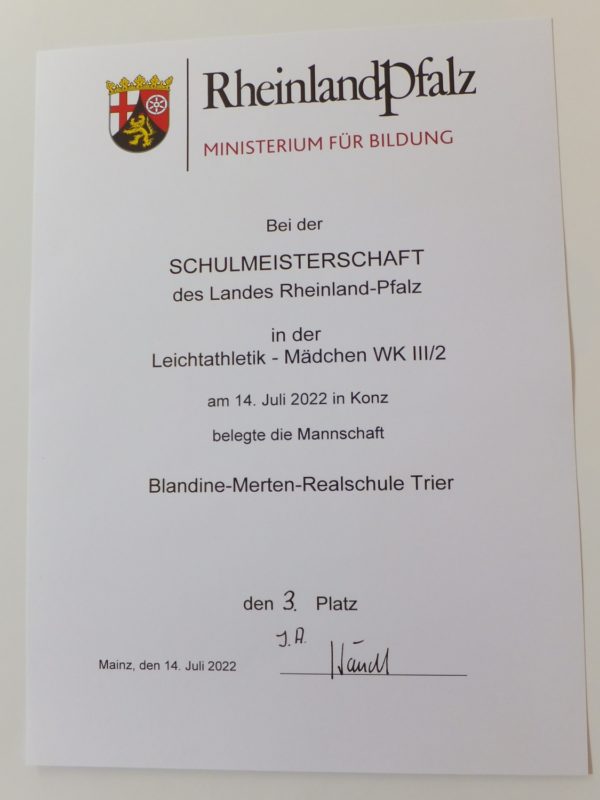 RheinlandPfalz
MINISTERIUM FÜR BILDUNG
Bei der
SCHULMEISTERSCHAFT
des Landes Rheinland-Pfalz
in der
Leichtathletik - Mädchen WK III/2
am 14. Juli 2022 in Konz
belegte die Mannschaft
Blandine-Merten-Realschule Trier
den 3. Platz
I.A.
Mainz, den 14. Juli 2022